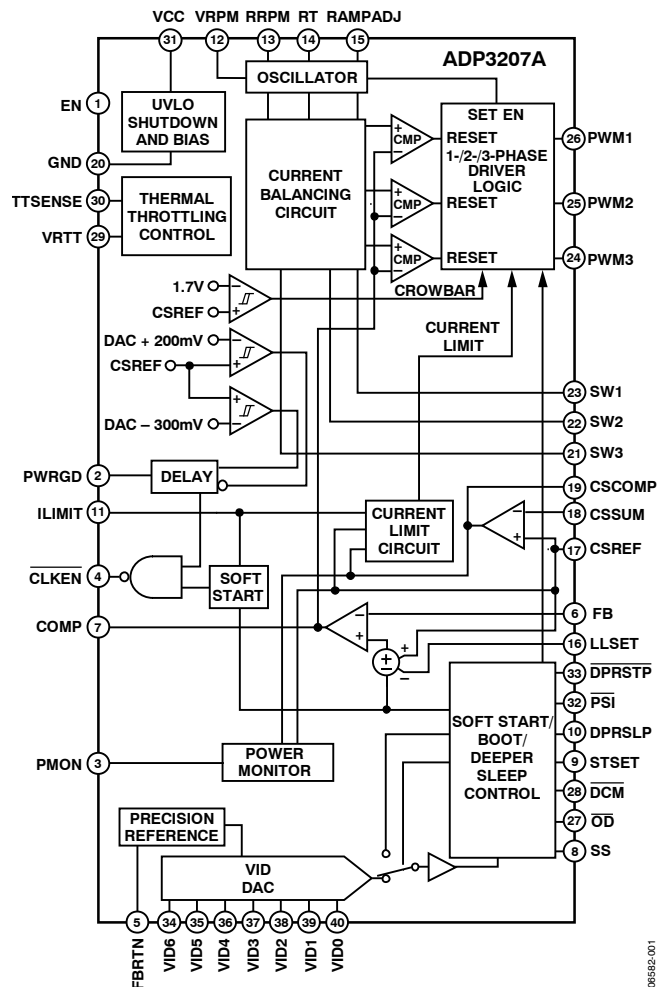 VCC VRPM RRPM RT RAMPADJ
31 12 13 14 15
ADP3207A
OSCILLATOR
EN 1
UVLO
SHUTDOWN
AND BIAS
GND 20
TTSENSE 30
VRTT 29
THERMAL
THROTTLING
CONTROL
CURRENT
BALANCING
CIRCUIT
+
CMP
–
+
CMP
–
+
CMP
–
SET EN
RESET
1-/2-/3-PHASE
DRIVER
LOGIC
RESET
RESET
26 PWM1
25 PWM2
24 PWM3
1.7V –
CSREF +
CROWBAR
DAC + 200mV –
CSREF +
+
DAC – 300mV –
CURRENT
LIMIT
23 SW1
22 SW2
21 SW3
PWRGD 2
DELAY
ILIMIT 11
CURRENT
LIMIT
CIRCUIT
19 CSCOMP
– 18 CSSUM
+ 17 CSREF
CLKEN 4
SOFT
START
COMP 7
– 6 FB
+
+
–
+
–
16 LLSET
33 DPRSTP
32 PSI
10 DPRSLP
9 STSET
28 DCM
27 OD
8 SS
SOFT START/
BOOT/
DEEPER
SLEEP
CONTROL
PMON 3
POWER
MONITOR
PRECISION
REFERENCE
VID
DAC
5 34 35 36 37 38 39 40
FBRTN VID6 VID5 VID4 VID3 VID2 VID1 VID0
06582-001